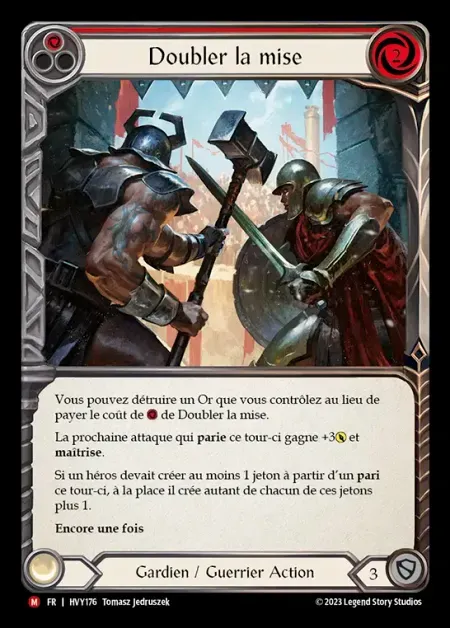 Doubler la mise
2
Vous pouvez détruire un Or que vous contrôlez au lieu de
payer le coût de de Doubler la mise.
La prochaine attaque qui parie ce tour-ci gagne +3 et
maîtrise.
Si un héros devait créer au moins 1 jeton à partir d'un pari
ce tour-ci, à la place il crée autant de chacun de ces jetons
plus 1.
Encore une fois
Gardien / Guerrier Action
3
M FR | HVY176 Tomasz Jedruszek
© 2023 Legend Story Studios